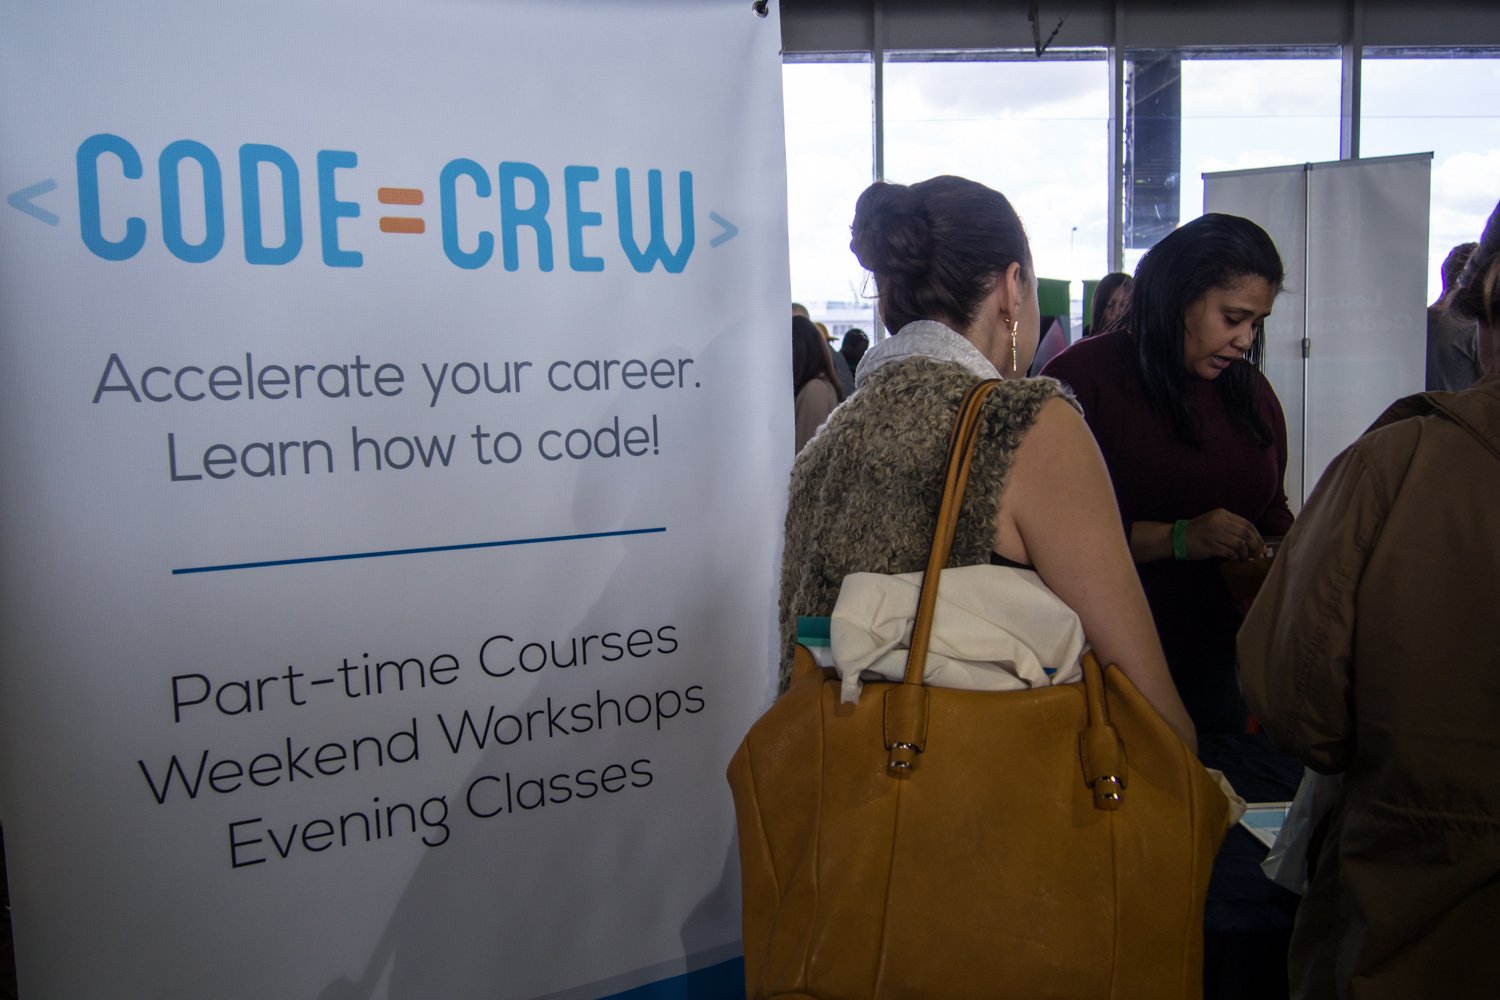 <CODE=CREW>
Accelerate your career.
Learn how to code!
Part-time Courses
Weekend Workshops
Evening Classes